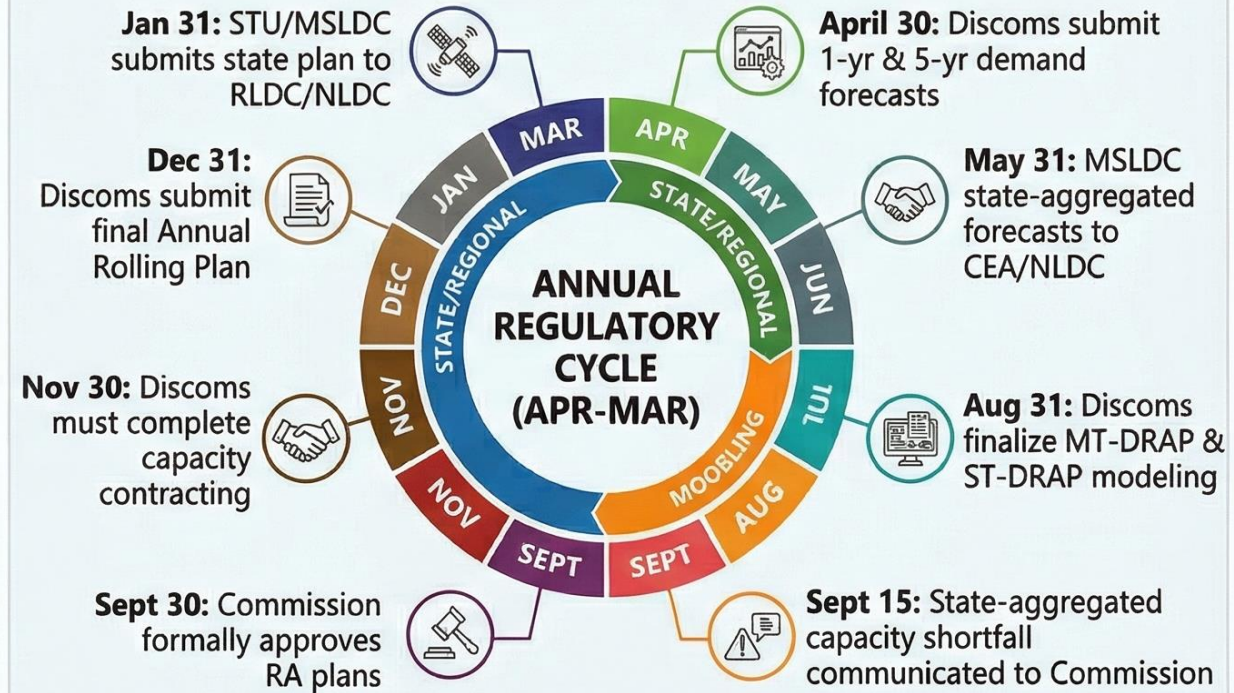 Jan 31: STU/MSLDC
submits state plan to
RLDC/NLDC
April 30: Discoms submit
1-yr & 5-yr demand
forecasts
Dec 31:
Discoms submit
final Annual
Rolling Plan
May 31: MSLDC
state-aggregated
forecasts to
CEA/NLDC
Nov 30: Discoms
must complete
capacity
contracting
Aug 31: Discoms
finalize MT-DRAP &
ST-DRAP modeling
Sept 30: Commission
formally approves
RA plans
Sept 15: State-aggregated
capacity shortfall
communicated to Commission
MAR
APR
MAY
JUN
JUL
AUG
SEPT
SEPT
NOV
NOV
DEC
JAN
STATE/REGIONAL
STATE/REGIONAL
MOOBLING
ANNUAL
REGULATORY
CYCLE
(APR-MAR)